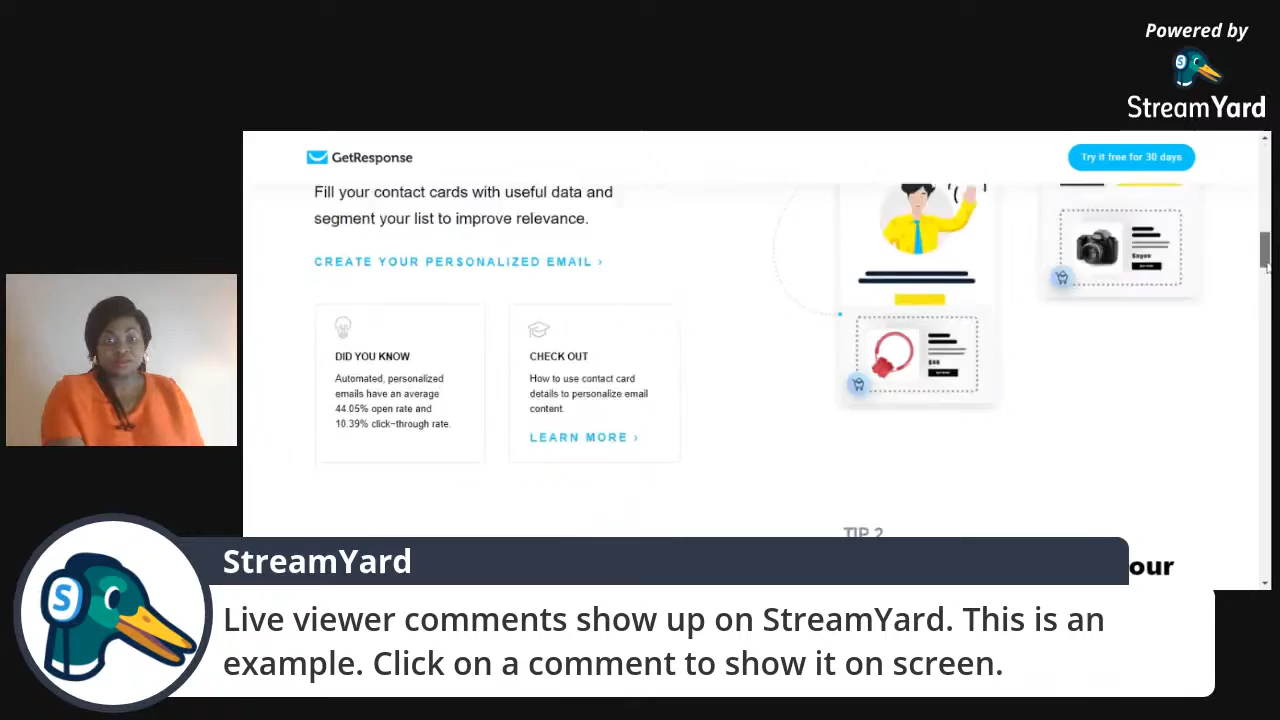 Powered by
StreamYard
GetResponse
Try it free for 30 days
Fill your contact cards with useful data and
segment your list to improve relevance.
CREATE YOUR PERSONALIZED EMAIL ›
DID YOU KNOW
Automated, personalized
emails have an average
44.05% open rate and
10.39% click-through rate.
CHECK OUT
How to use contact card
details to personalize email
content.
LEARN MORE ›
TIP 2
our
StreamYard
Live viewer comments show up on StreamYard. This is an
example. Click on a comment to show it on screen.